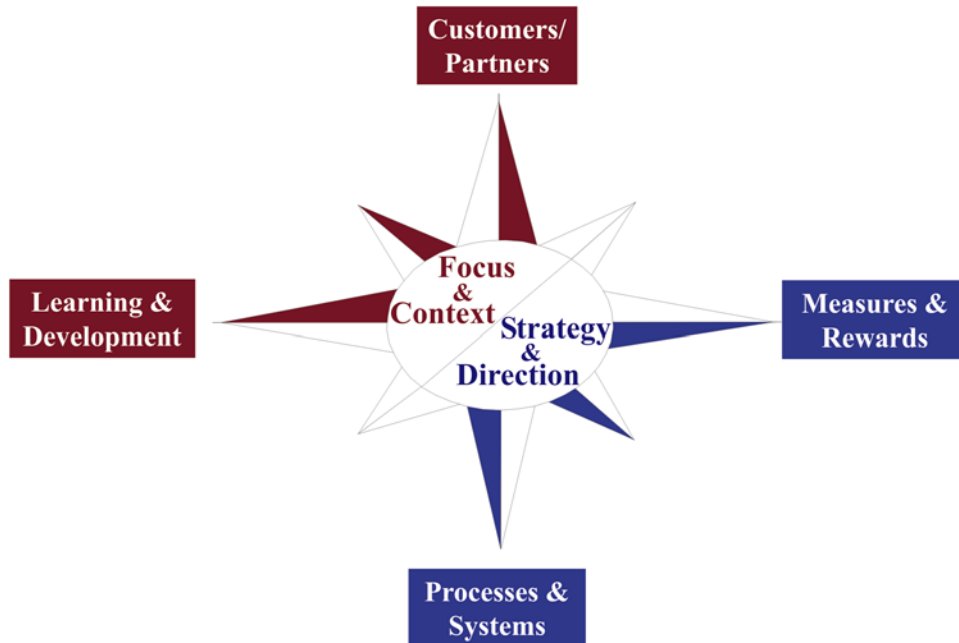 Customers/
Partners
Focus
&
Context
Learning &
Development
Strategy
&
Direction
Measures &
Rewards
Processes &
Systems